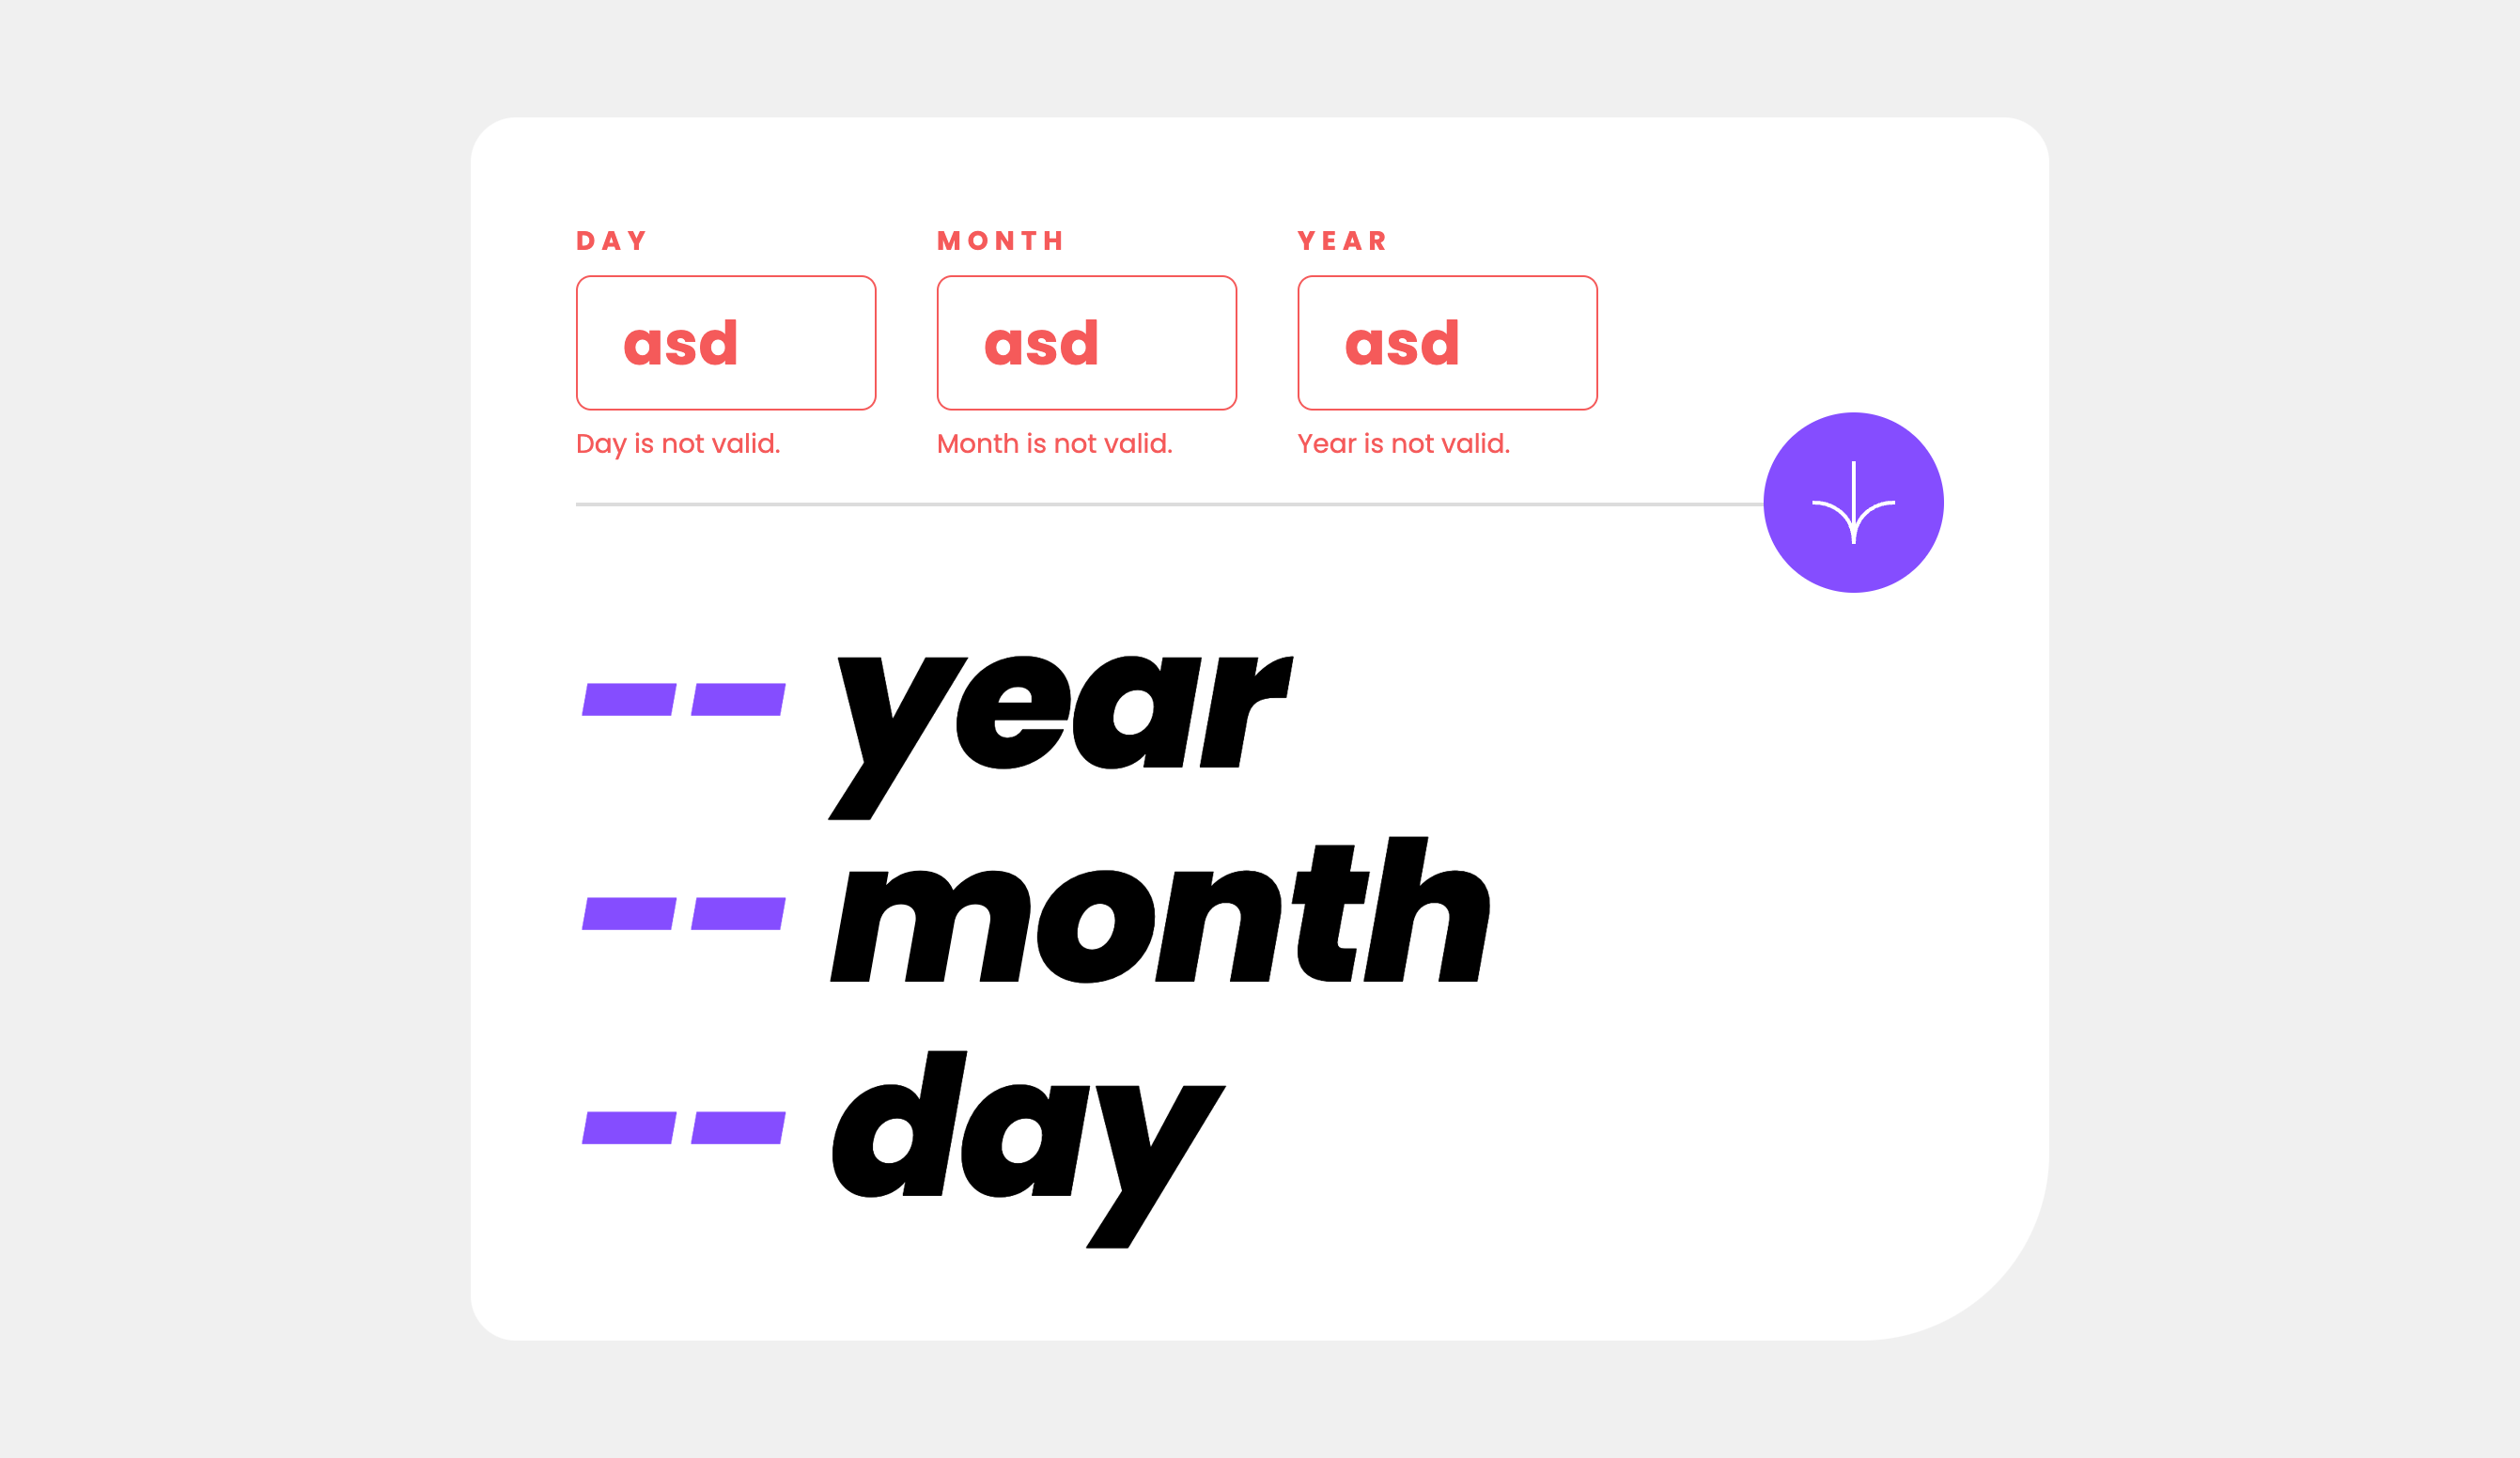 DAY MONTH YEAR
asd asd asd
Day is not valid. Month is not valid. Year is not valid.
-- year
-- month
-- day